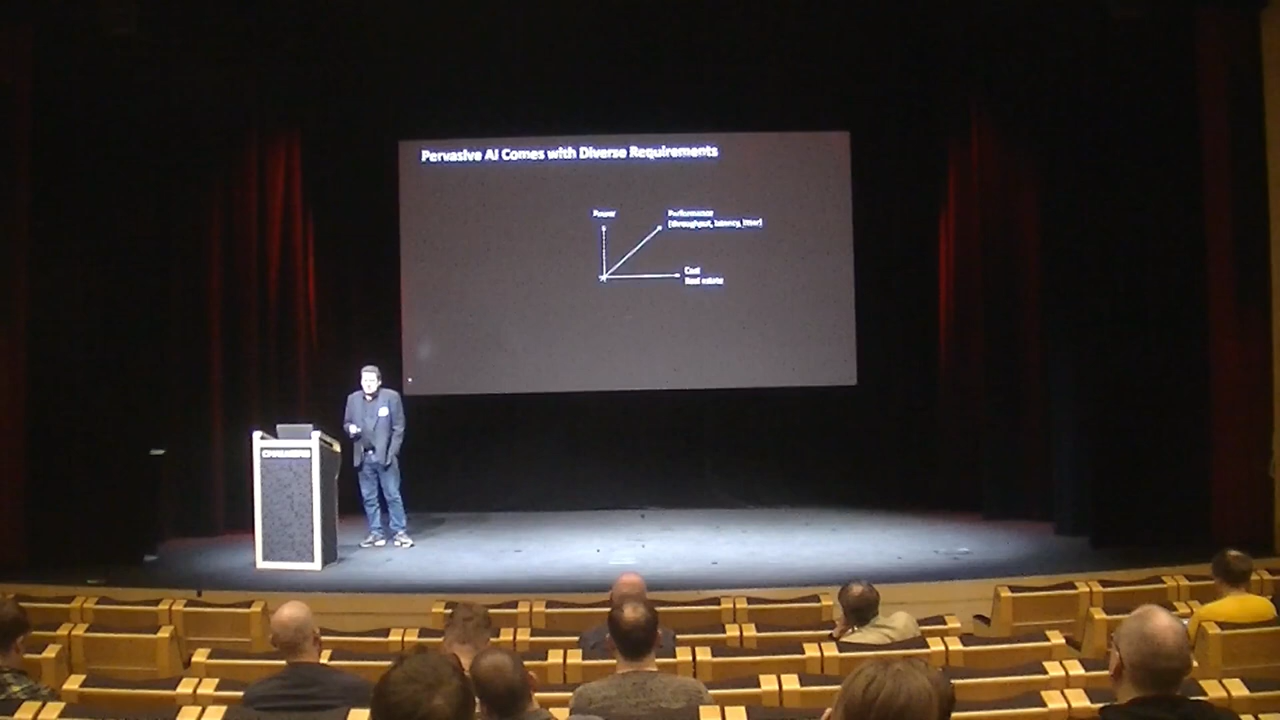 Pervasive AI Comes with Diverse Requirements
Power
Performance
[throughput, latency, jitter]
Cost
Real estate